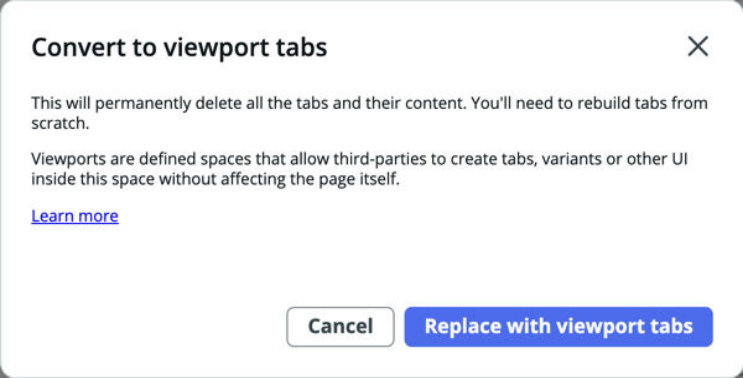 Convert to viewport tabs
This will permanently delete all the tabs and their content. You'll need to rebuild tabs from
scratch.
Viewports are defined spaces that allow third-parties to create tabs, variants or other UI
inside this space without affecting the page itself.
Learn more
Cancel
Replace with viewport tabs